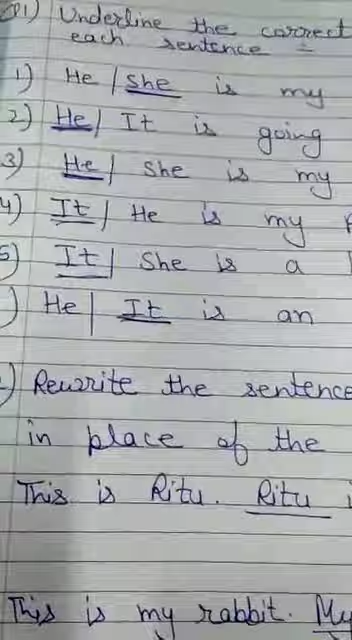 Q1) Underline the correct
each sentence :-
1) He / She is my
2) He / It is going
3) He / She is my
4) It / He is my
5) It / She is a
) He | It is an
) Rewrite the sentence
in place of the
This is Ritu. Ritu
This is my rabbit. My